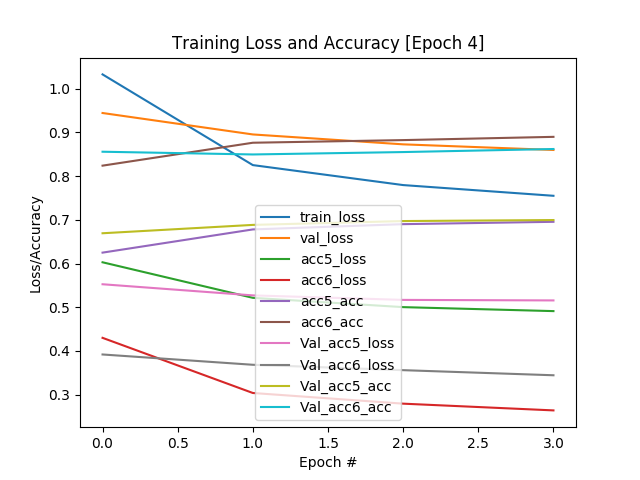 Training Loss and Accuracy [Epoch 4]
Loss/Accuracy
1.0
0.9
0.8
0.7
0.6
0.5
0.4
0.3
train_loss
val_loss
acc5_loss
acc6_loss
acc5_acc
acc6_acc
Val_acc5_loss
Val_acc6_loss
Val_acc5_acc
Val_acc6_acc
0.0 0.5 1.0 1.5 2.0 2.5 3.0
Epoch #